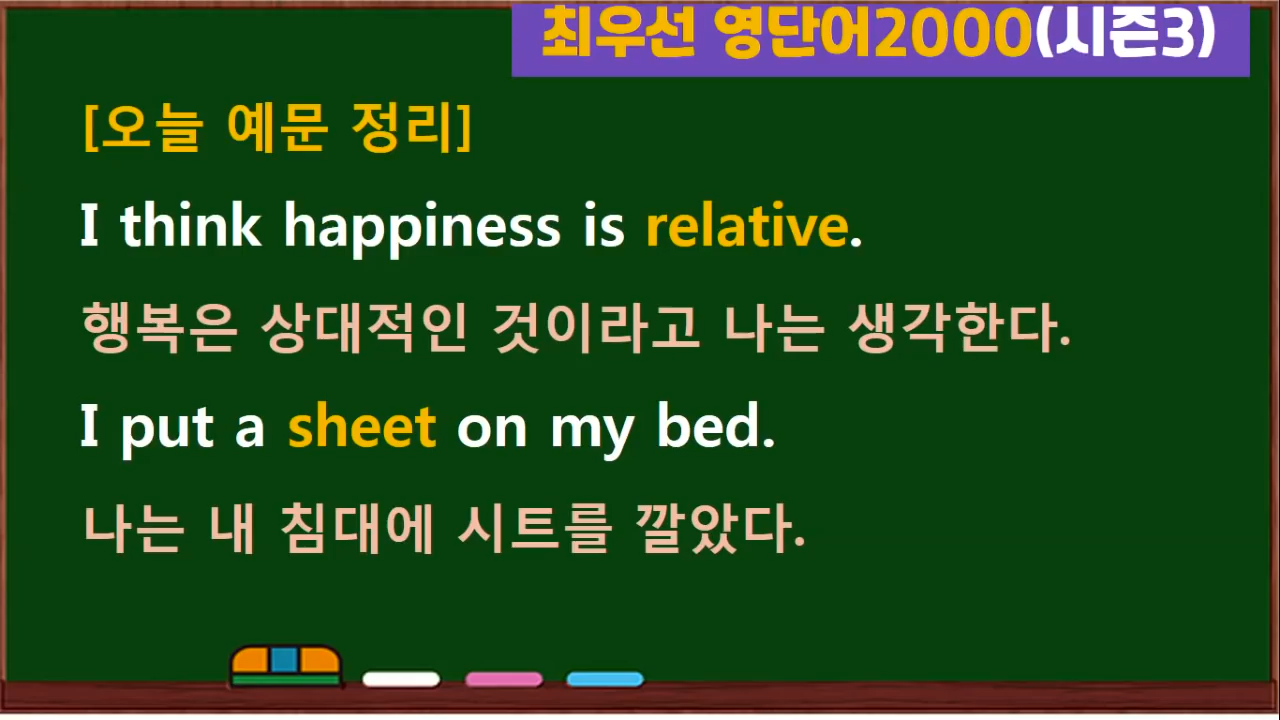 최우선 영단어2000(시즌3)
[오늘 예문 정리]
I think happiness is relative.
행복은 상대적인 것이라고 나는 생각한다.
I put a sheet on my bed.
나는 내 침대에 시트를 깔았다.